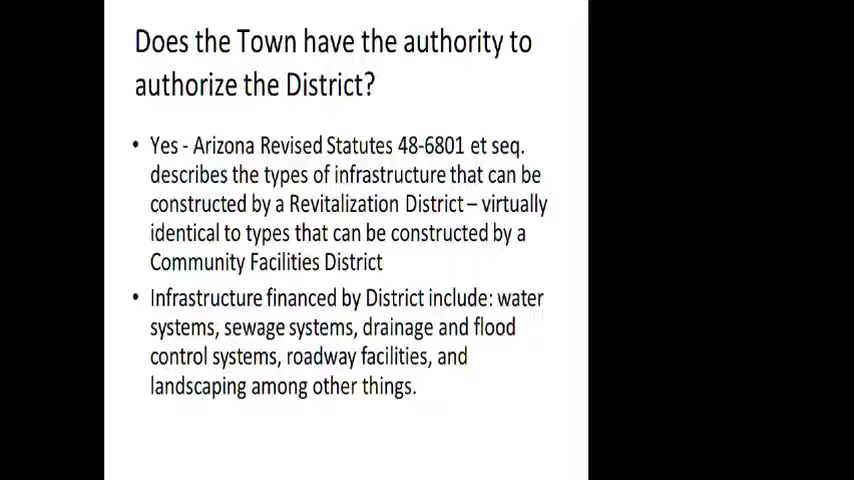 Does the Town have the authority to
authorize the District?
• Yes - Arizona Revised Statutes 48-6801 et seq.
describes the types of infrastructure that can be
constructed by a Revitalization District – virtually
identical to types that can be constructed by a
Community Facilities District
• Infrastructure financed by District include: water
systems, sewage systems, drainage and flood
control systems, roadway facilities, and
landscaping among other things.